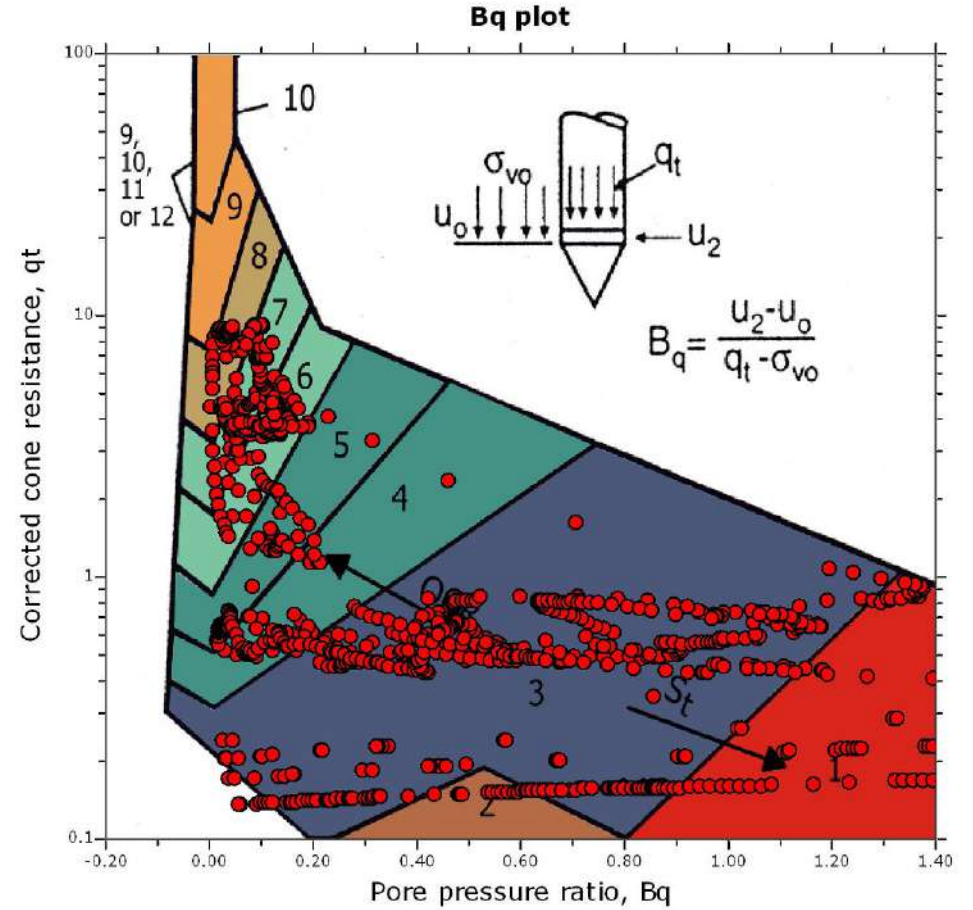 Bq plot
100
10
9,
10,
11
or 12
9
8
7
6
5
4
3
2
1
σvo
qt
uo
u2
Bq= u2-uo
qt-σvo
10
1
0.1
St
-0.20
0.00
0.20
0.40
0.60
0.80
1.00
1.20
1.40
Pore pressure ratio, Bq
Corrected cone resistance, qt